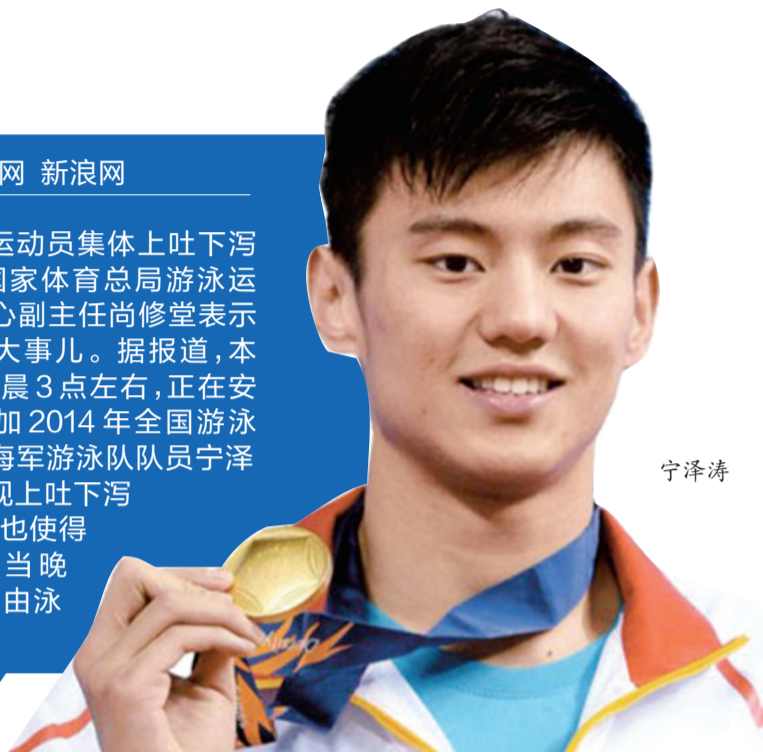 网 新浪网
运动员集体上吐下泻
国家体育总局游泳运
心副主任尚修堂表示
大事儿。据报道,本
晨3点左右,正在安
加2014年全国游泳
海军游泳队队员宁泽
现上吐下泻
也使得
当晚
由泳
宁泽涛